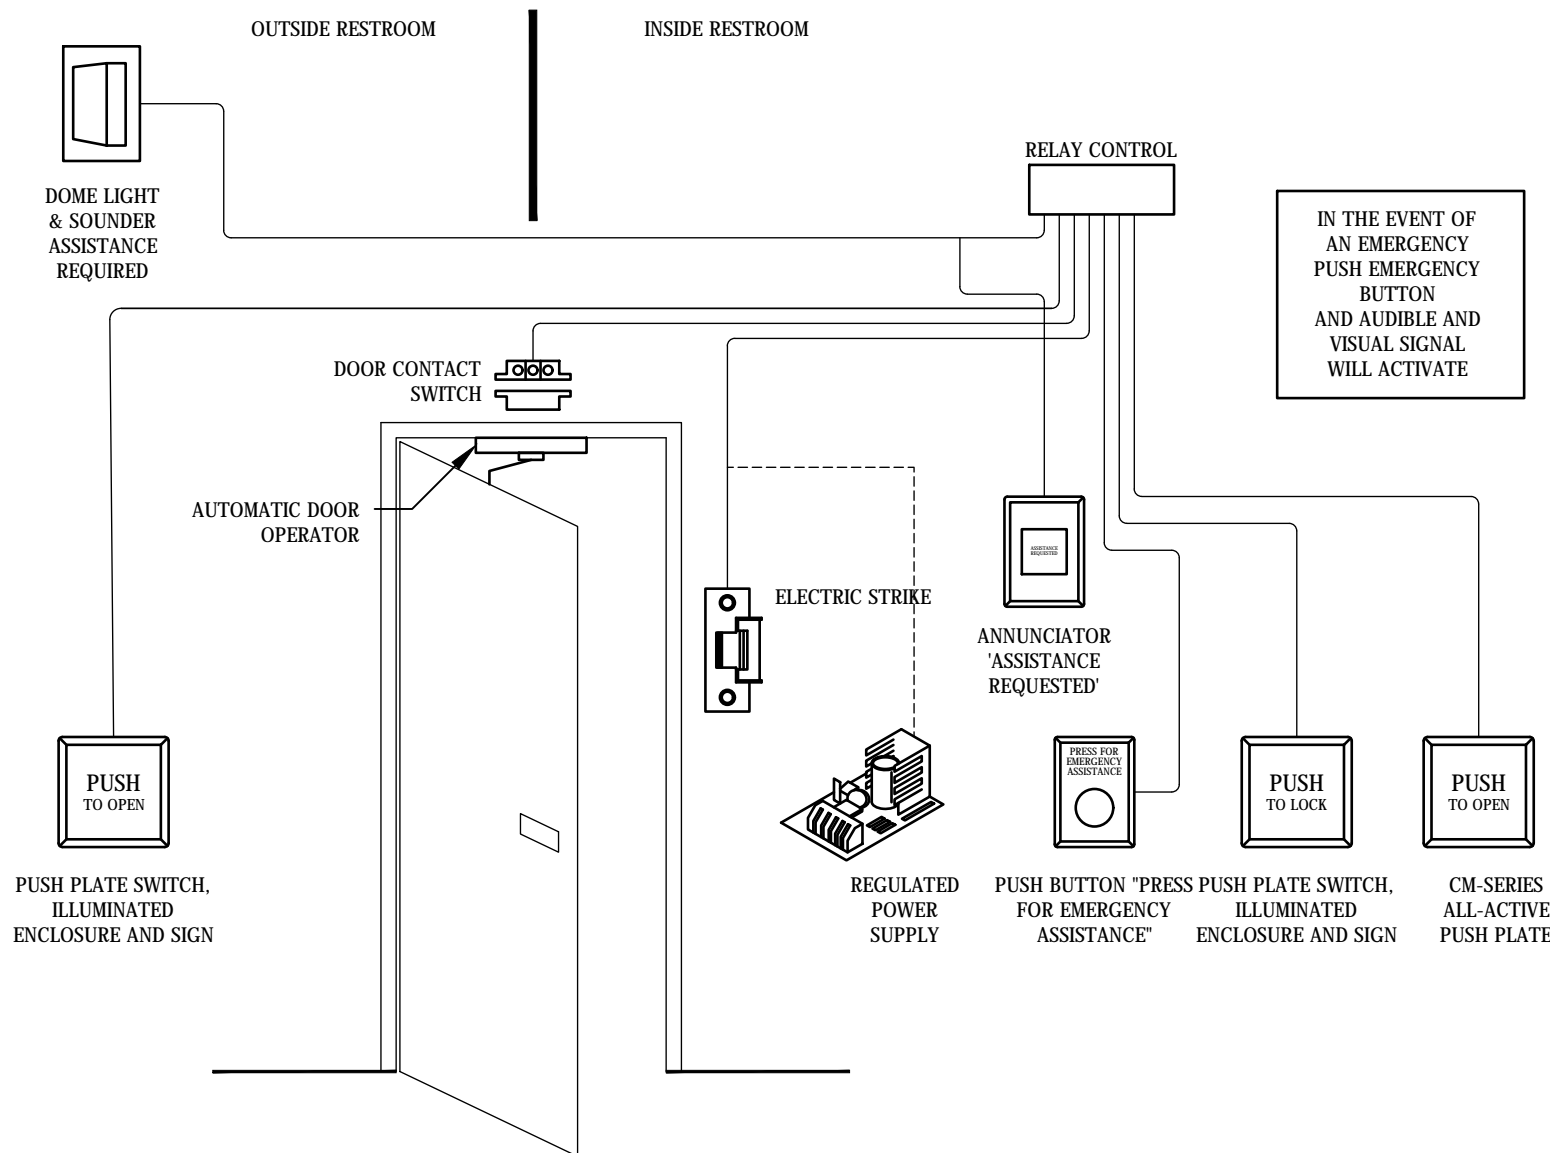 OUTSIDE RESTROOM
INSIDE RESTROOM
DOME LIGHT
& SOUNDER
ASSISTANCE
REQUIRED
RELAY CONTROL
IN THE EVENT OF
AN EMERGENCY
PUSH EMERGENCY
BUTTON
AND AUDIBLE AND
VISUAL SIGNAL
WILL ACTIVATE
DOOR CONTACT
SWITCH
AUTOMATIC DOOR
OPERATOR
ELECTRIC STRIKE
ASSISTANCE
REQUESTED
ANNUNCIATOR
'ASSISTANCE
REQUESTED'
PUSH
TO OPEN
PUSH PLATE SWITCH,
ILLUMINATED
ENCLOSURE AND SIGN
REGULATED
POWER
SUPPLY
PRESS FOR
EMERGENCY
ASSISTANCE
PUSH BUTTON "PRESS
FOR EMERGENCY
ASSISTANCE"
PUSH
TO LOCK
PUSH PLATE SWITCH,
ILLUMINATED
ENCLOSURE AND SIGN
PUSH
TO OPEN
CM-SERIES
ALL-ACTIVE
PUSH PLATE